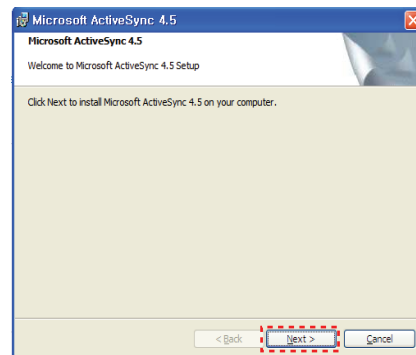 Microsoft ActiveSync 4.5
Microsoft ActiveSync 4.5
Welcome to Microsoft ActiveSync 4.5 Setup
Click Next to install Microsoft ActiveSync 4.5 on your computer.
< Back Next > Cancel